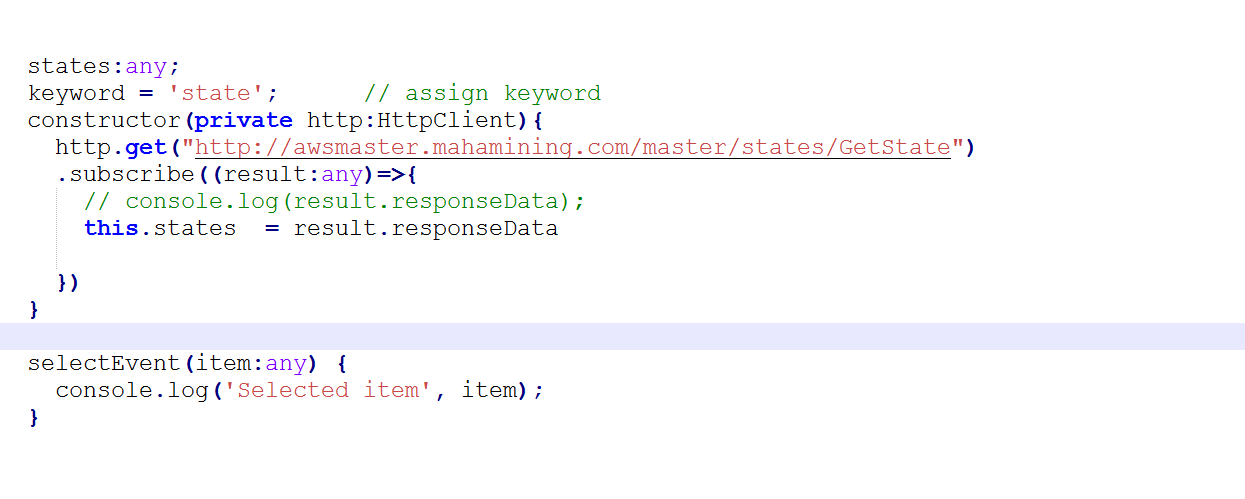 states:any;
keyword = 'state';      // assign keyword
constructor(private http:HttpClient){
  http.get("http://awsmaster.mahamining.com/master/states/GetState")
  .subscribe((result:any)=>{
    // console.log(result.responseData);
    this.states  = result.responseData
  })
}
selectEvent(item:any) {
  console.log('Selected item', item);
}